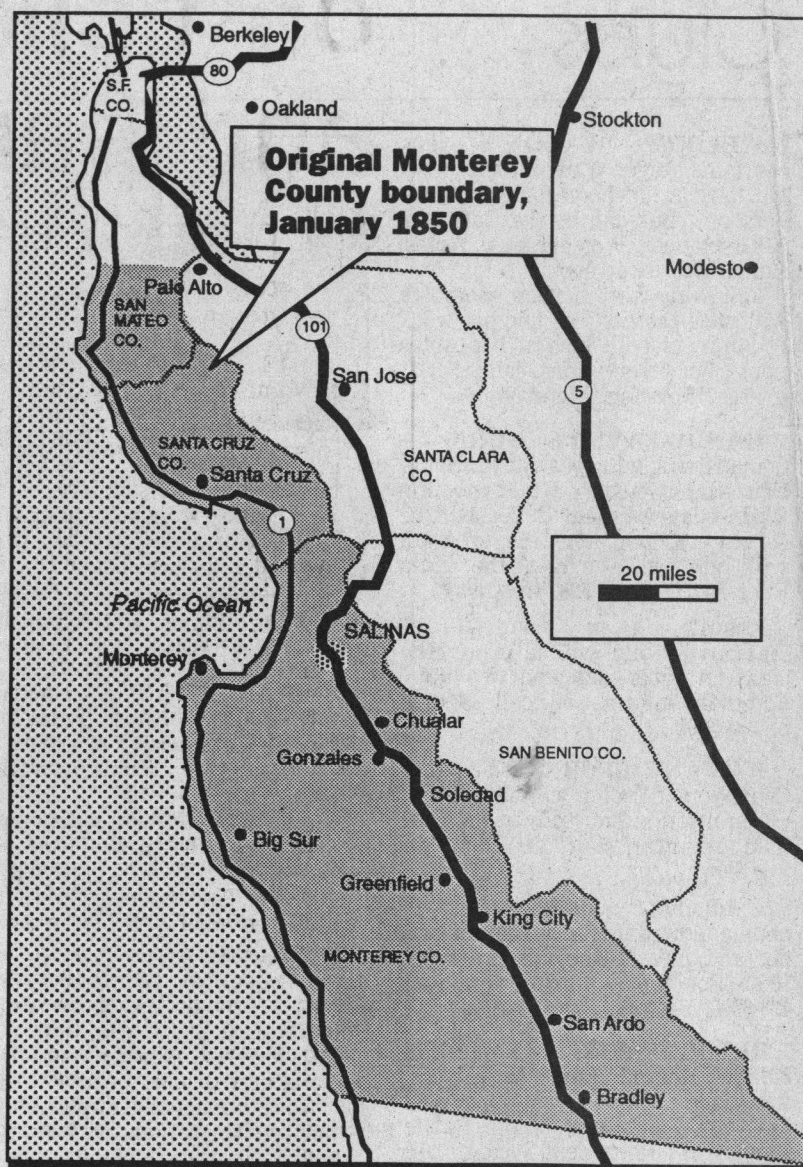 Berkeley
80
S.F.
CO.
Oakland
Stockton
Original Monterey
County boundary,
January 1850
Modesto
Palo Alto
SAN
MATEO
CO.
101
San Jose
5
SANTA CRUZ
CO.
SANTA CLARA
CO.
Santa Cruz
1
20 miles
Pacific Ocean
SALINAS
Monterey
Chualar
Gonzales
SAN BENITO CO.
Soledad
Big Sur
Greenfield
King City
MONTEREY CO.
San Ardo
Bradley